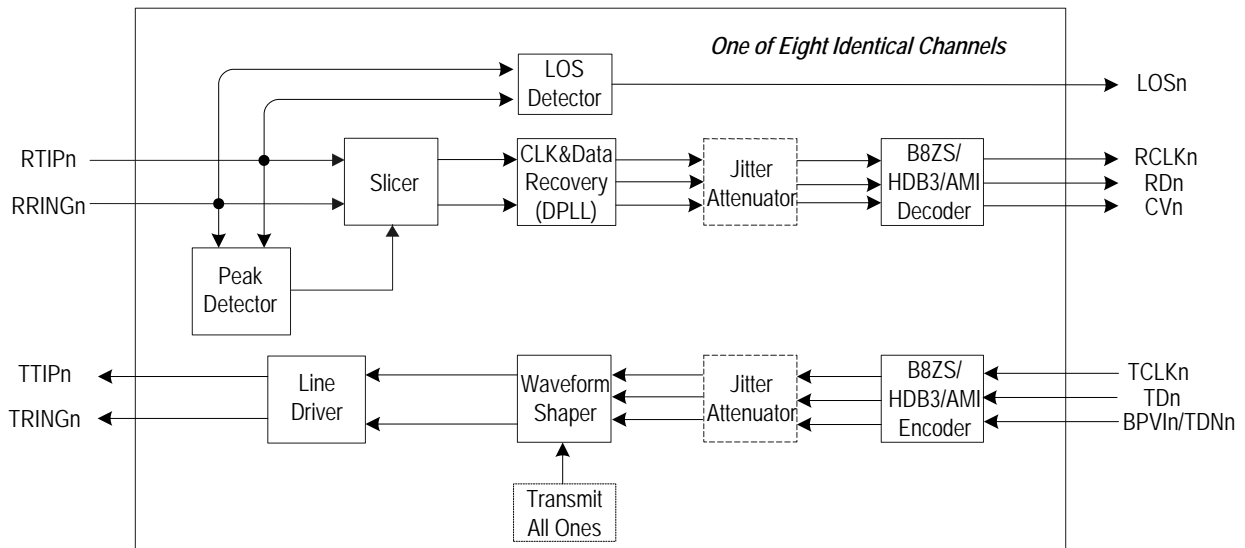 One of Eight Identical Channels
LOS
Detector
LOSn
RTIPn
RRINGn
Slicer
CLK&Data
Recovery
(DPLL)
Jitter
Attenuator
B8ZS/
HDB3/AMI
Decoder
RCLKn
RDn
CVn
Peak
Detector
TTIPn
TRINGn
Line
Driver
Waveform
Shaper
Jitter
Attenuator
B8ZS/
HDB3/AMI
Encoder
TCLKn
TDn
BPVIn/TDNn
Transmit
All Ones